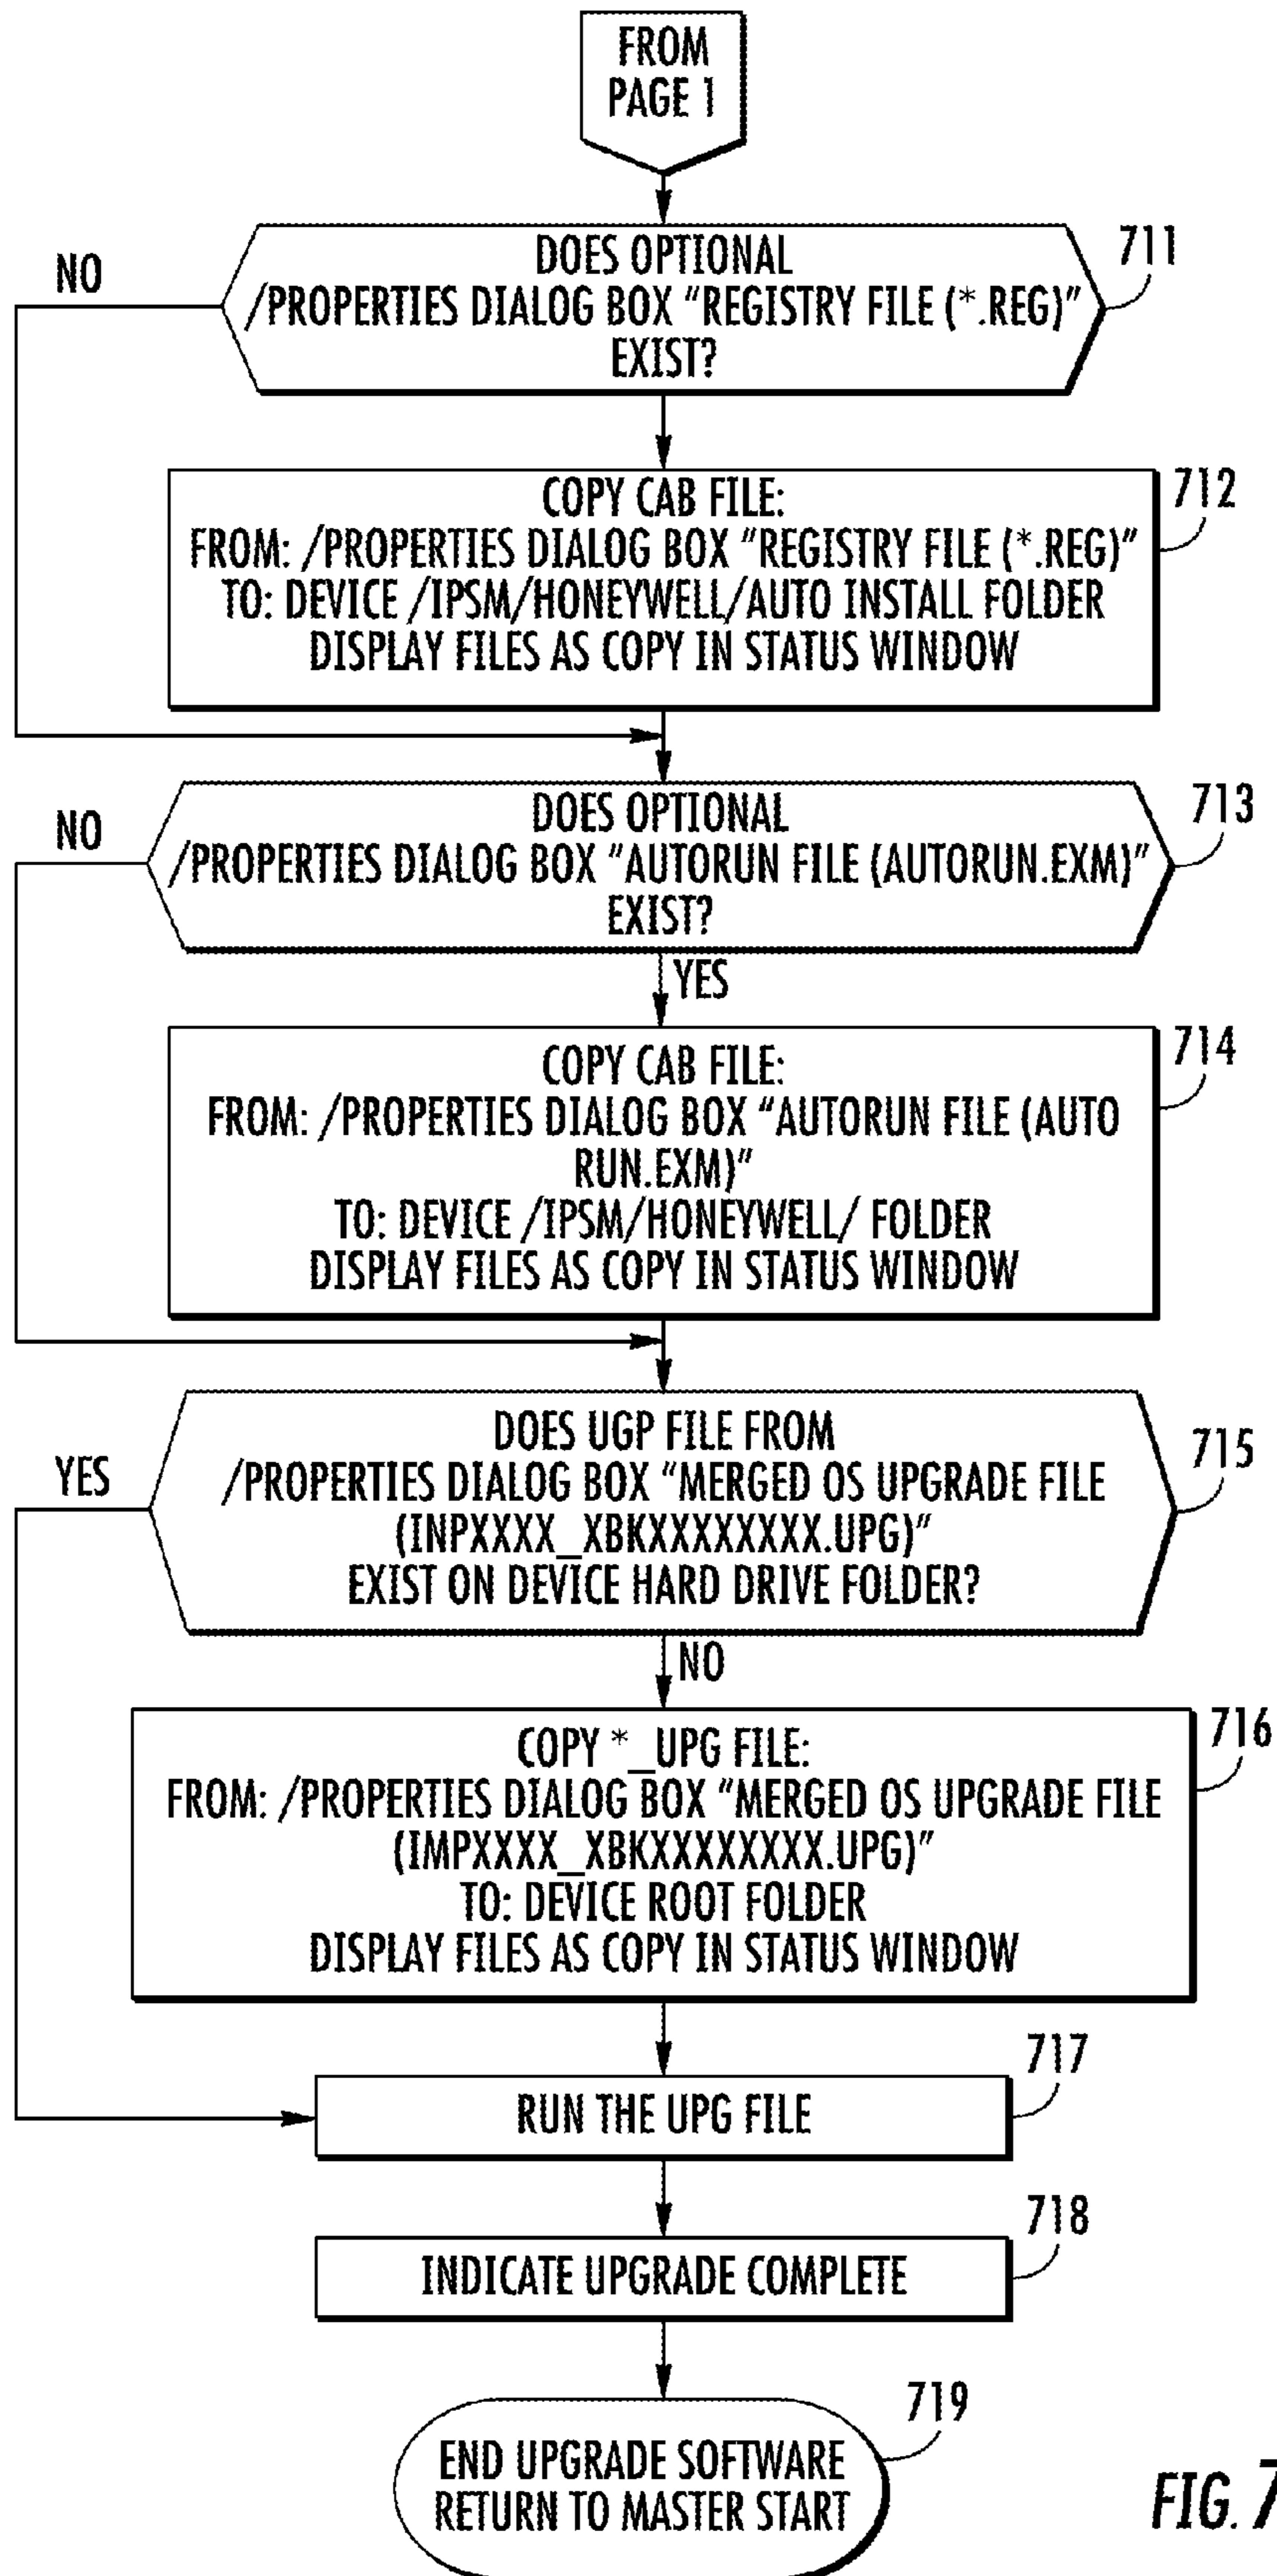 FROM
PAGE 1
DOES OPTIONAL
/PROPERTIES DIALOG BOX "REGISTRY FILE (*.REG)"
EXIST?
711
NO
COPY CAB FILE:
FROM: /PROPERTIES DIALOG BOX "REGISTRY FILE (*.REG)"
TO: DEVICE /IPSM/HONEYWELL/AUTO INSTALL FOLDER
DISPLAY FILES AS COPY IN STATUS WINDOW
712
DOES OPTIONAL
/PROPERTIES DIALOG BOX "AUTORUN FILE (AUTORUN.EXM)"
EXIST?
713
NO
YES
COPY CAB FILE:
FROM: /PROPERTIES DIALOG BOX "AUTORUN FILE (AUTO
RUN.EXM)"
TO: DEVICE /IPSM/HONEYWELL/ FOLDER
DISPLAY FILES AS COPY IN STATUS WINDOW
714
DOES UGP FILE FROM
/PROPERTIES DIALOG BOX "MERGED OS UPGRADE FILE
(INPXXXX_XBKXXXXXXXX.UPG)"
EXIST ON DEVICE HARD DRIVE FOLDER?
715
YES
NO
COPY *_UPG FILE:
FROM: /PROPERTIES DIALOG BOX "MERGED OS UPGRADE FILE
(IMPXXXX_XBKXXXXXXXX.UPG)"
TO: DEVICE ROOT FOLDER
DISPLAY FILES AS COPY IN STATUS WINDOW
716
RUN THE UPG FILE
717
INDICATE UPGRADE COMPLETE
718
END UPGRADE SOFTWARE
RETURN TO MASTER START
719
FIG. 7